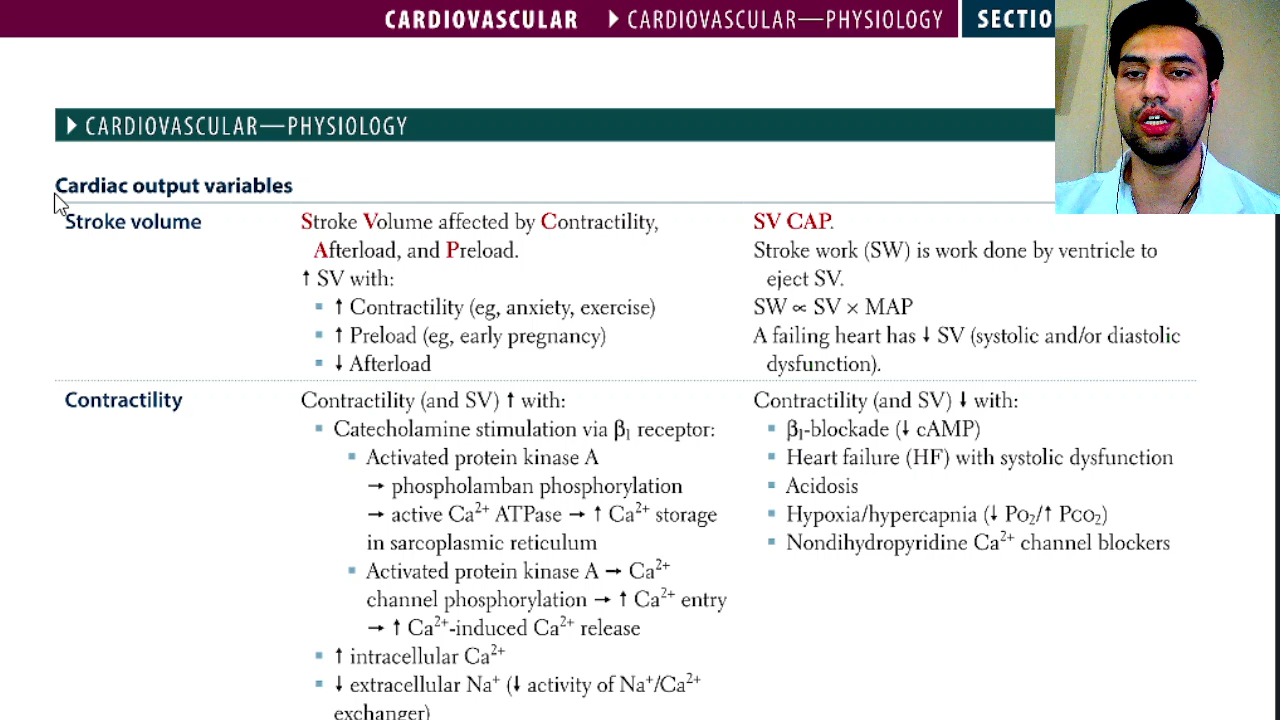 CARDIOVASCULAR ▶ CARDIOVASCULAR—PHYSIOLOGY SECTIO
▶ CARDIOVASCULAR—PHYSIOLOGY
Cardiac output variables
Stroke volume
Stroke Volume affected by Contractility,
Afterload, and Preload.
↑ SV with:
▪ ↑ Contractility (eg, anxiety, exercise)
▪ ↑ Preload (eg, early pregnancy)
▪ ↓ Afterload
SV CAP.
Stroke work (SW) is work done by ventricle to
eject SV.
SW ∝ SV × MAP
A failing heart has ↓ SV (systolic and/or diastolic
dysfunction).
Contractility
Contractility (and SV) ↑ with:
▪ Catecholamine stimulation via β₁ receptor:
▪ Activated protein kinase A
→ phospholamban phosphorylation
→ active Ca²⁺ ATPase → ↑ Ca²⁺ storage
in sarcoplasmic reticulum
▪ Activated protein kinase A → Ca²⁺
channel phosphorylation → ↑ Ca²⁺ entry
→ ↑ Ca²⁺-induced Ca²⁺ release
▪ ↑ intracellular Ca²⁺
▪ ↓ extracellular Na⁺ (↓ activity of Na⁺/Ca²⁺
exchanger)
Contractility (and SV) ↓ with:
▪ β₁-blockade (↓ cAMP)
▪ Heart failure (HF) with systolic dysfunction
▪ Acidosis
▪ Hypoxia/hypercapnia (↓ Po₂/↑ Pco₂)
▪ Nondihydropyridine Ca²⁺ channel blockers